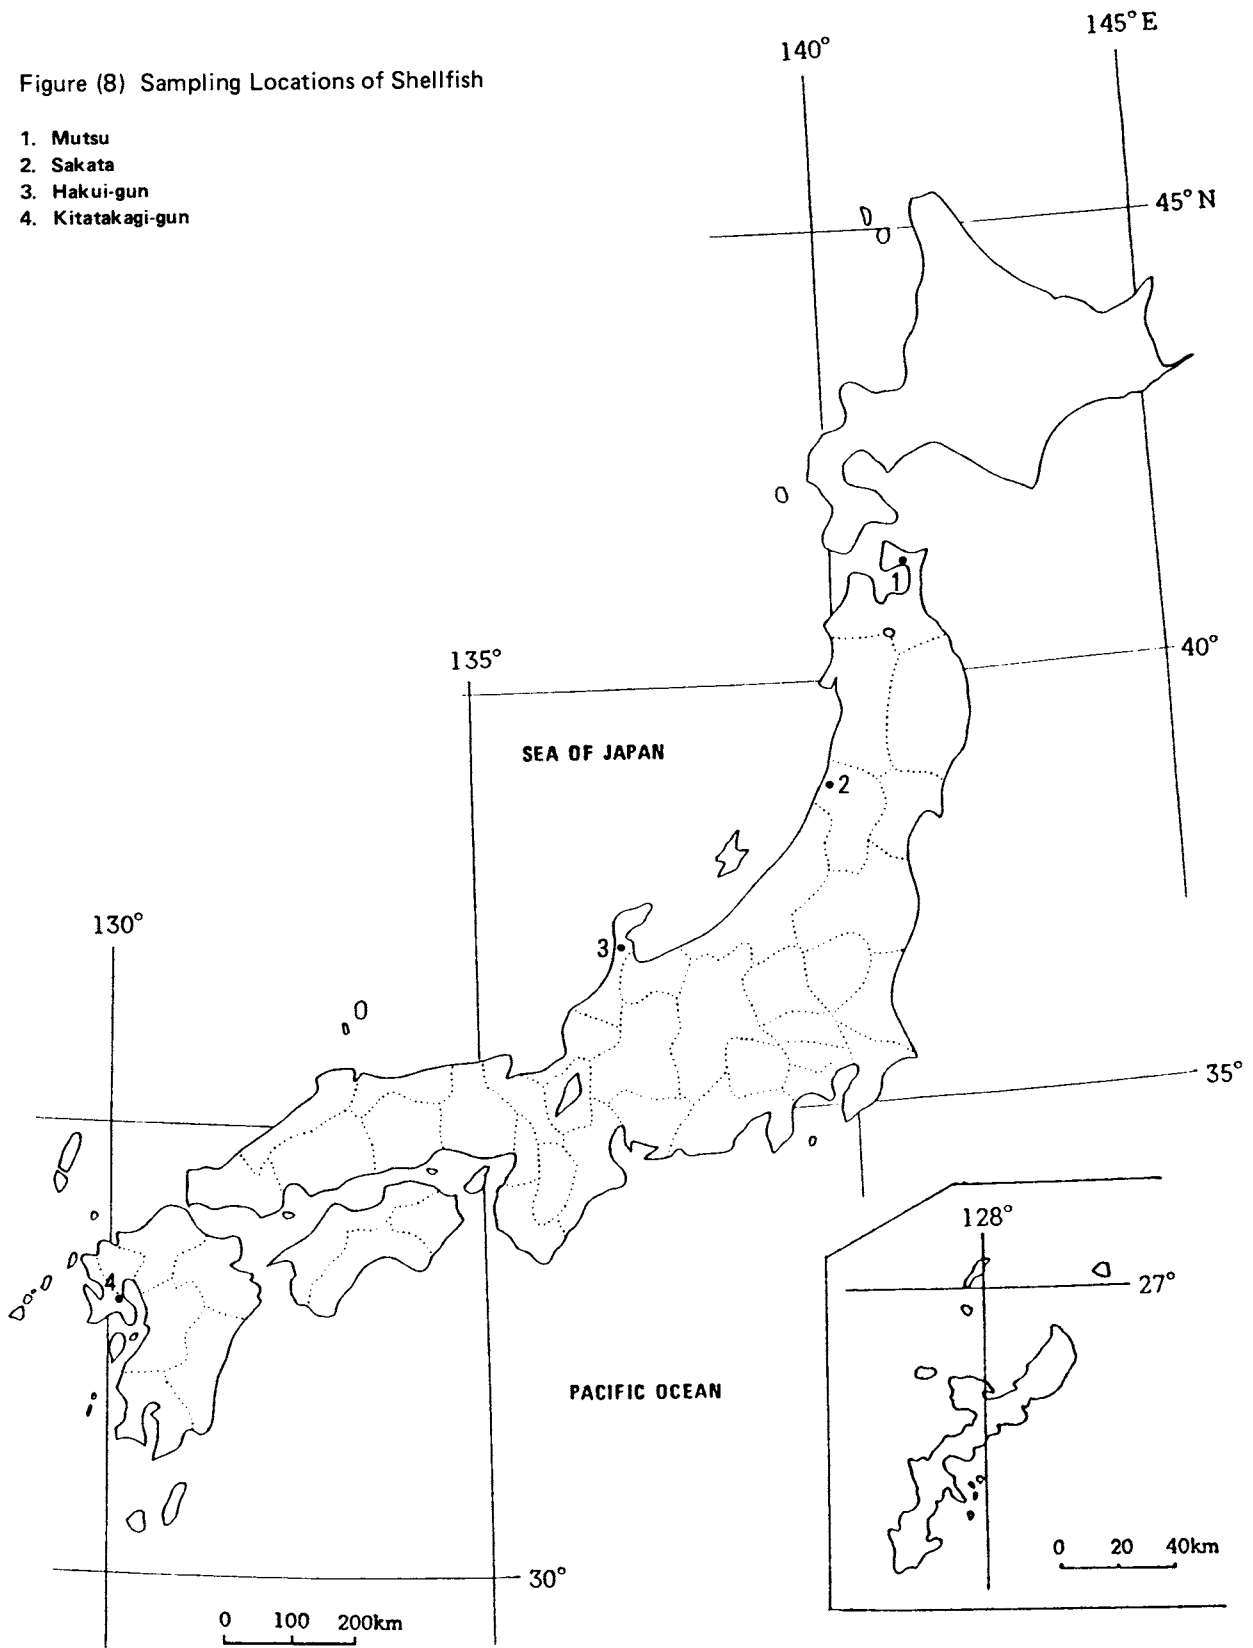 Figure (8) Sampling Locations of Shellfish
1. Mutsu
2. Sakata
3. Hakui-gun
4. Kitatakagi-gun
145° E
140°
45° N
1
135°
40°
SEA OF JAPAN
2
130°
3
35°
128°
4
27°
PACIFIC OCEAN
0 20 40km
30°
0 100 200km